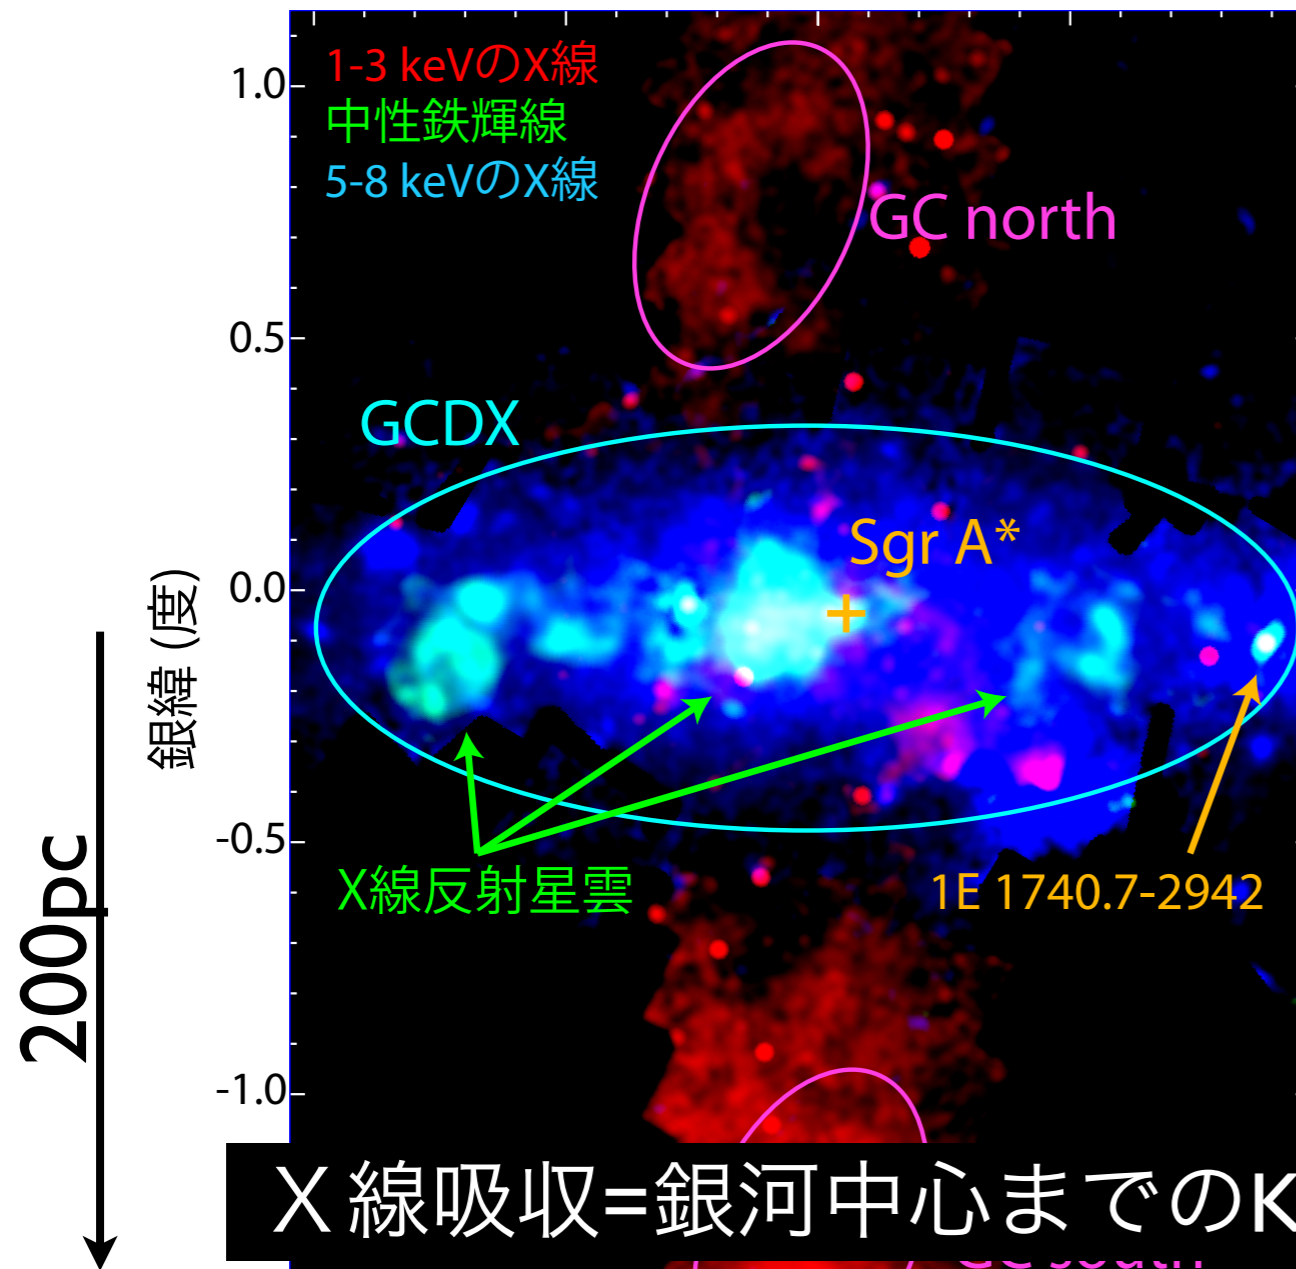 1-3 keVのX線
中性鉄輝線
5-8 keVのX線
1.0
GC north
0.5
GCDX
Sgr A*
0.0
銀緯 (度)
-0.5
X線反射星雲
1E 1740.7-2942
200pc
-1.0
X線吸収=銀河中心までのK
GC south